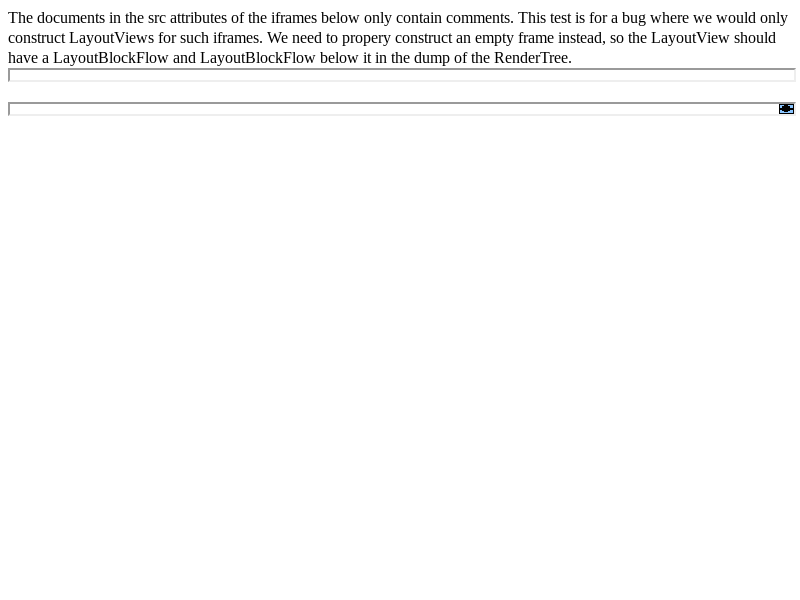 The documents in the src attributes of the iframes below only contain comments. This test is for a bug where we would only
construct LayoutViews for such iframes. We need to propery construct an empty frame instead, so the LayoutView should
have a LayoutBlockFlow and LayoutBlockFlow below it in the dump of the RenderTree.